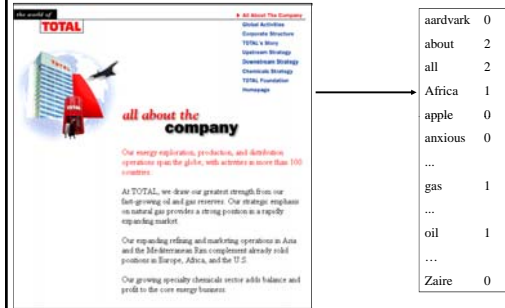 the world of
TOTAL
All About The Company
Global Activities
Corporate Structure
TOTAL's Story
Upstream Strategy
Downstream Strategy
Chemicals Strategy
TOTAL Foundation
Homepage
TOTAL
all about the
company
Our energy exploration, production, and distribution
operations span the globe, with activities in more than 100
countries.
At TOTAL, we draw our greatest strength from our
fast-growing oil and gas reserves. Our strategic emphasis
on natural gas provides a strong position in a rapidly
expanding market.
Our expanding refining and marketing operations in Asia
and the Mediterranean Rim complement already solid
positions in Europe, Africa, and the U.S.
Our growing specialty chemicals sector adds balance and
profit to the core energy business.
aardvark 0
about 2
all 2
Africa 1
apple 0
anxious 0
...
gas 1
...
oil 1
…
Zaire 0